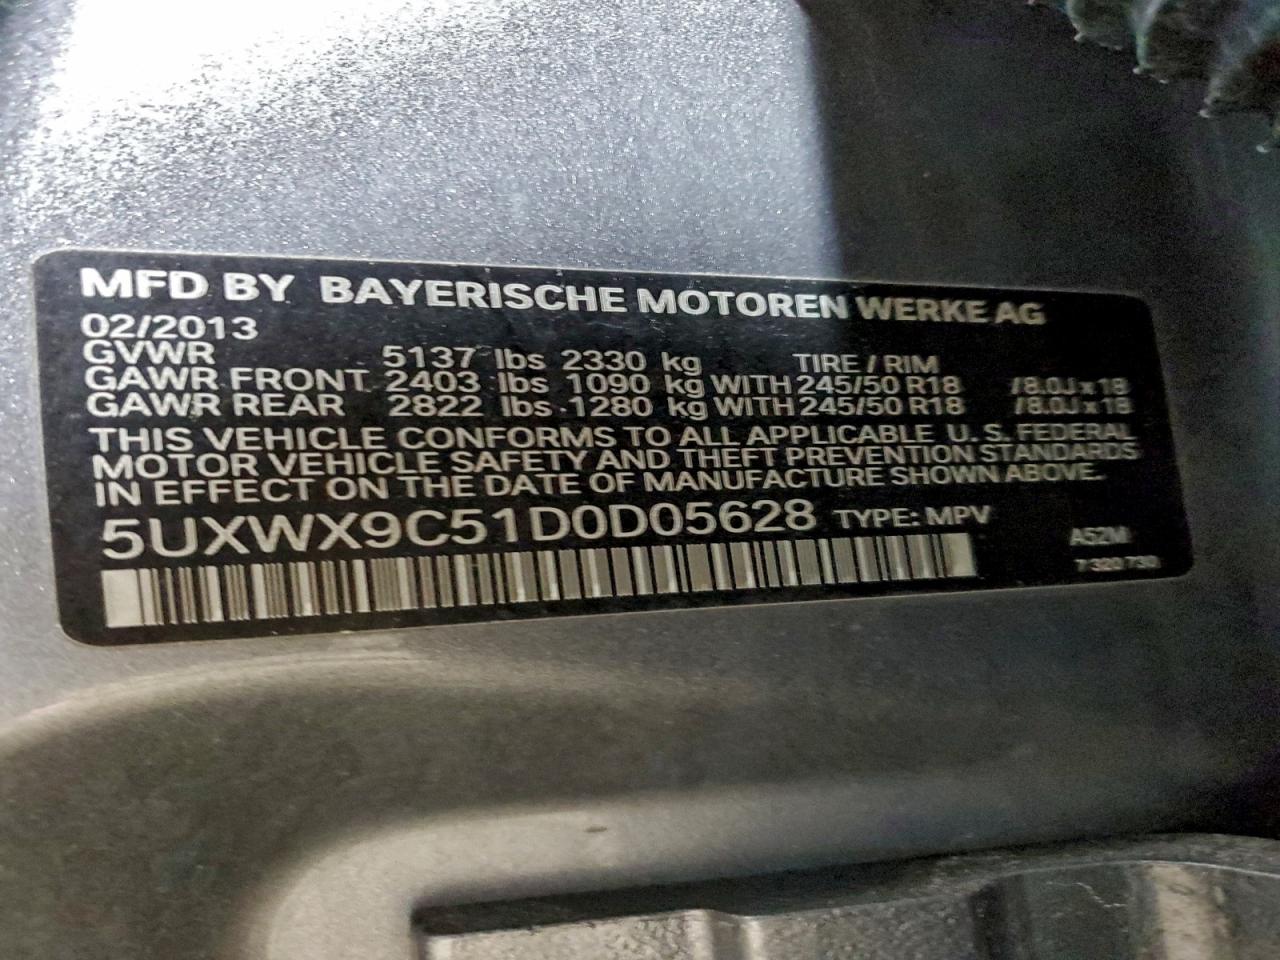 MFD BY BAYERISCHE MOTOREN WERKE AG
02/2013
GVWR 5137 lbs 2330 kg TIRE / RIM
GAWR FRONT 2403 lbs 1090 kg WITH 245/50 R18 /8.0J x 18
GAWR REAR 2822 lbs 1280 kg WITH 245/50 R18 /8.0J x 18
THIS VEHICLE CONFORMS TO ALL APPLICABLE U. S. FEDERAL
MOTOR VEHICLE SAFETY AND THEFT PREVENTION STANDARDS
IN EFFECT ON THE DATE OF MANUFACTURE SHOWN ABOVE.
5UXWX9C51D0D05628 TYPE: MPV
A52M
7 320 730